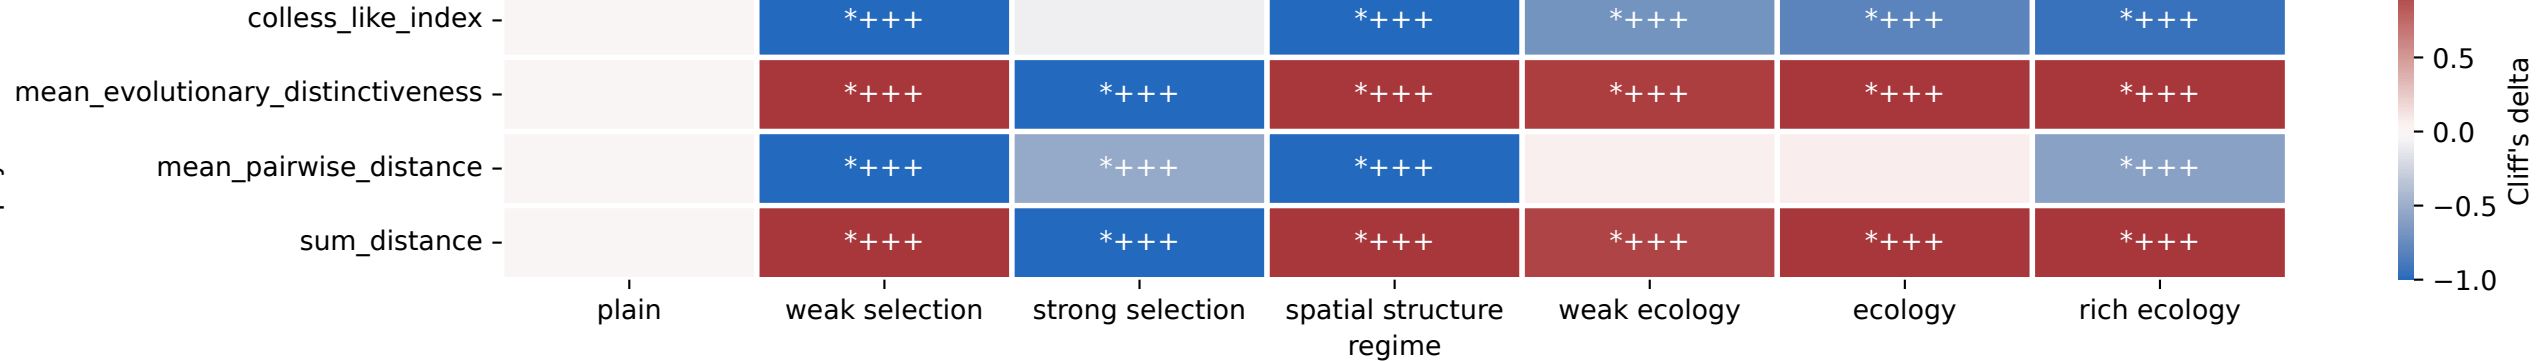 colless_like_index *+++ *+++ *+++ *+++ *+++
mean_evolutionary_distinctiveness *+++ *+++ *+++ *+++ *+++ *+++
mean_pairwise_distance *+++ *+++ *+++ *+++
sum_distance *+++ *+++ *+++ *+++ *+++ *+++
plain weak selection strong selection spatial structure weak ecology ecology rich ecology
regime
0.5
0.0
−0.5
−1.0
Cliff's delta